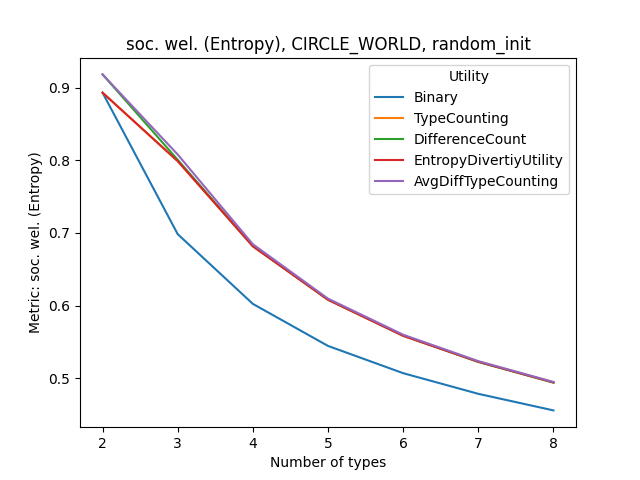 soc. wel. (Entropy), CIRCLE_WORLD, random_init
Utility
Binary
TypeCounting
DifferenceCount
EntropyDivertiyUtility
AvgDiffTypeCounting
Metric: soc. wel. (Entropy)
0.9
0.8
0.7
0.6
0.5
2 3 4 5 6 7 8
Number of types